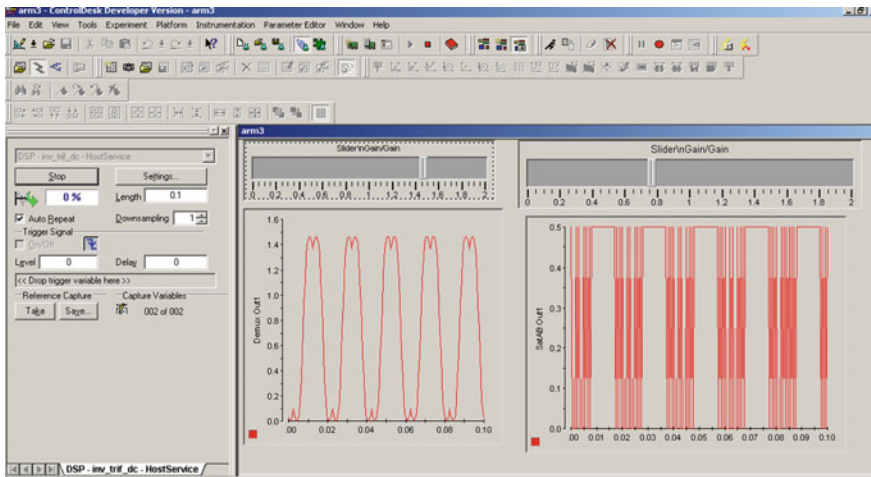 arm3 - ControlDesk Developer Version - arm3
File Edit View Tools Experiment Platform Instrumentation Parameter Editor Window Help
DSP - inv_trif_dc - HostService
Stop Settings...
0 % Length 0.1
Auto Repeat Downsampling 1
Trigger Signal
On/Off
Level 0 Delay 0
<< Drop trigger variable here >>
Reference Capture Capture Variables
Take Save... 002 of 002
DSP - inv_trif_dc - HostService
arm3
Slider\nGain/Gain
0 0.2 0.4 0.6 0.8 1 1.2 1.4 1.6 1.8 2
Slider\nGain/Gain
0 0.2 0.4 0.6 0.8 1 1.2 1.4 1.6 1.8 2
Demux Out1
1.6
1.4
1.2
1.0
0.8
0.6
0.4
0.2
0.0
.00 0.02 0.04 0.06 0.08 0.10
SatAB Out1
0.5
0.4
0.3
0.2
0.1
0.0
.00 0.01 0.02 0.03 0.04 0.05 0.06 0.07 0.08 0.09 0.10